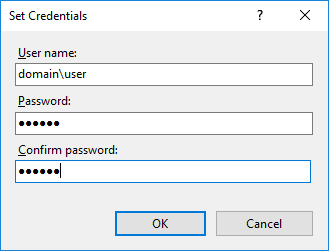 Set Credentials
User name:
domain\user
Password:
●●●●●●
Confirm password:
●●●●●●
OK Cancel